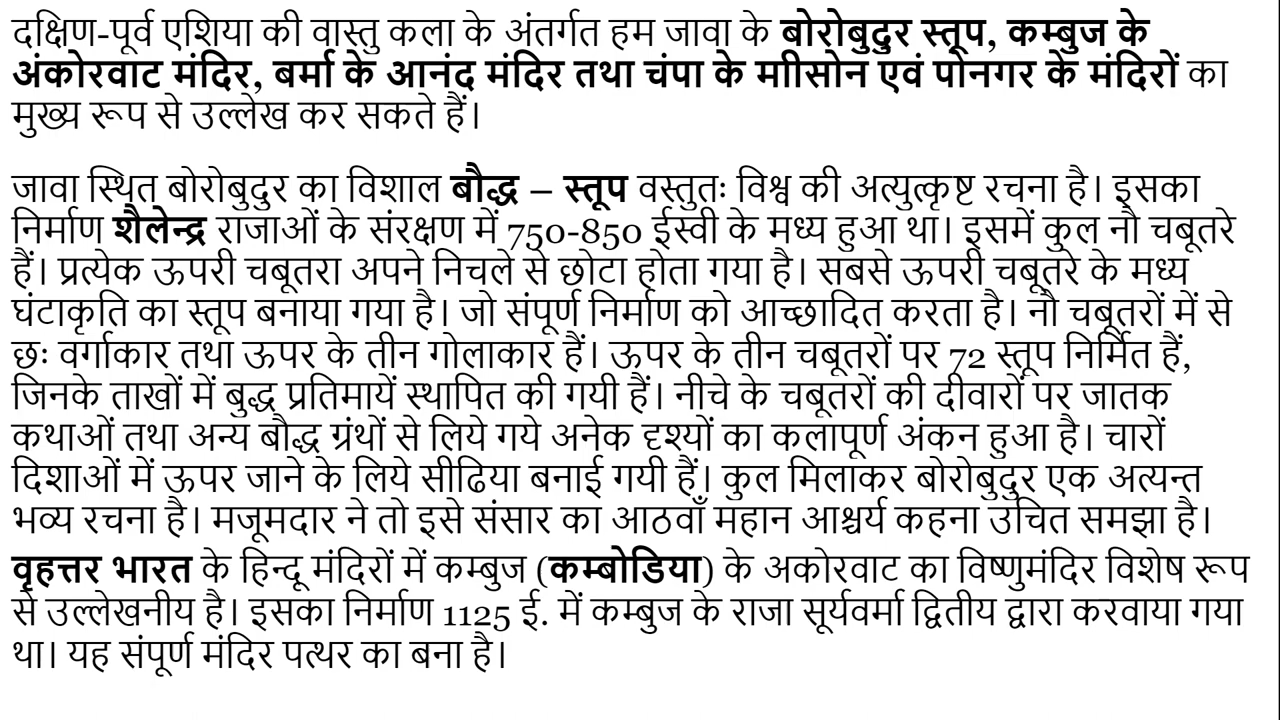 दक्षिण-पूर्व एशिया की वास्तु कला के अंतर्गत हम जावा के बोरोबुदुर स्तूप, कम्बुज के
अंकोरवाट मंदिर, बर्मा के आनंद मंदिर तथा चंपा के माीसोन एवं पोनगर के मंदिरों का
मुख्य रूप से उल्लेख कर सकते हैं।
जावा स्थित बोरोबुदुर का विशाल बौद्ध – स्तूप वस्तुतः विश्व की अत्युत्कृष्ट रचना है। इसका
निर्माण शैलेन्द्र राजाओं के संरक्षण में 750-850 ईस्वी के मध्य हुआ था। इसमें कुल नौ चबूतरे
हैं। प्रत्येक ऊपरी चबूतरा अपने निचले से छोटा होता गया है। सबसे ऊपरी चबूतरे के मध्य
घंटाकृति का स्तूप बनाया गया है। जो संपूर्ण निर्माण को आच्छादित करता है। नौ चबूतरों में से
छः वर्गाकार तथा ऊपर के तीन गोलाकार हैं। ऊपर के तीन चबूतरों पर 72 स्तूप निर्मित हैं,
जिनके ताखों में बुद्ध प्रतिमायें स्थापित की गयी हैं। नीचे के चबूतरों की दीवारों पर जातक
कथाओं तथा अन्य बौद्ध ग्रंथों से लिये गये अनेक दृश्यों का कलापूर्ण अंकन हुआ है। चारों
दिशाओं में ऊपर जाने के लिये सीढिया बनाई गयी हैं। कुल मिलाकर बोरोबुदुर एक अत्यन्त
भव्य रचना है। मजूमदार ने तो इसे संसार का आठवाँ महान आश्चर्य कहना उचित समझा है।
वृहत्तर भारत के हिन्दू मंदिरों में कम्बुज (कम्बोडिया) के अकोरवाट का विष्णुमंदिर विशेष रूप
से उल्लेखनीय है। इसका निर्माण 1125 ई. में कम्बुज के राजा सूर्यवर्मा द्वितीय द्वारा करवाया गया
था। यह संपूर्ण मंदिर पत्थर का बना है।